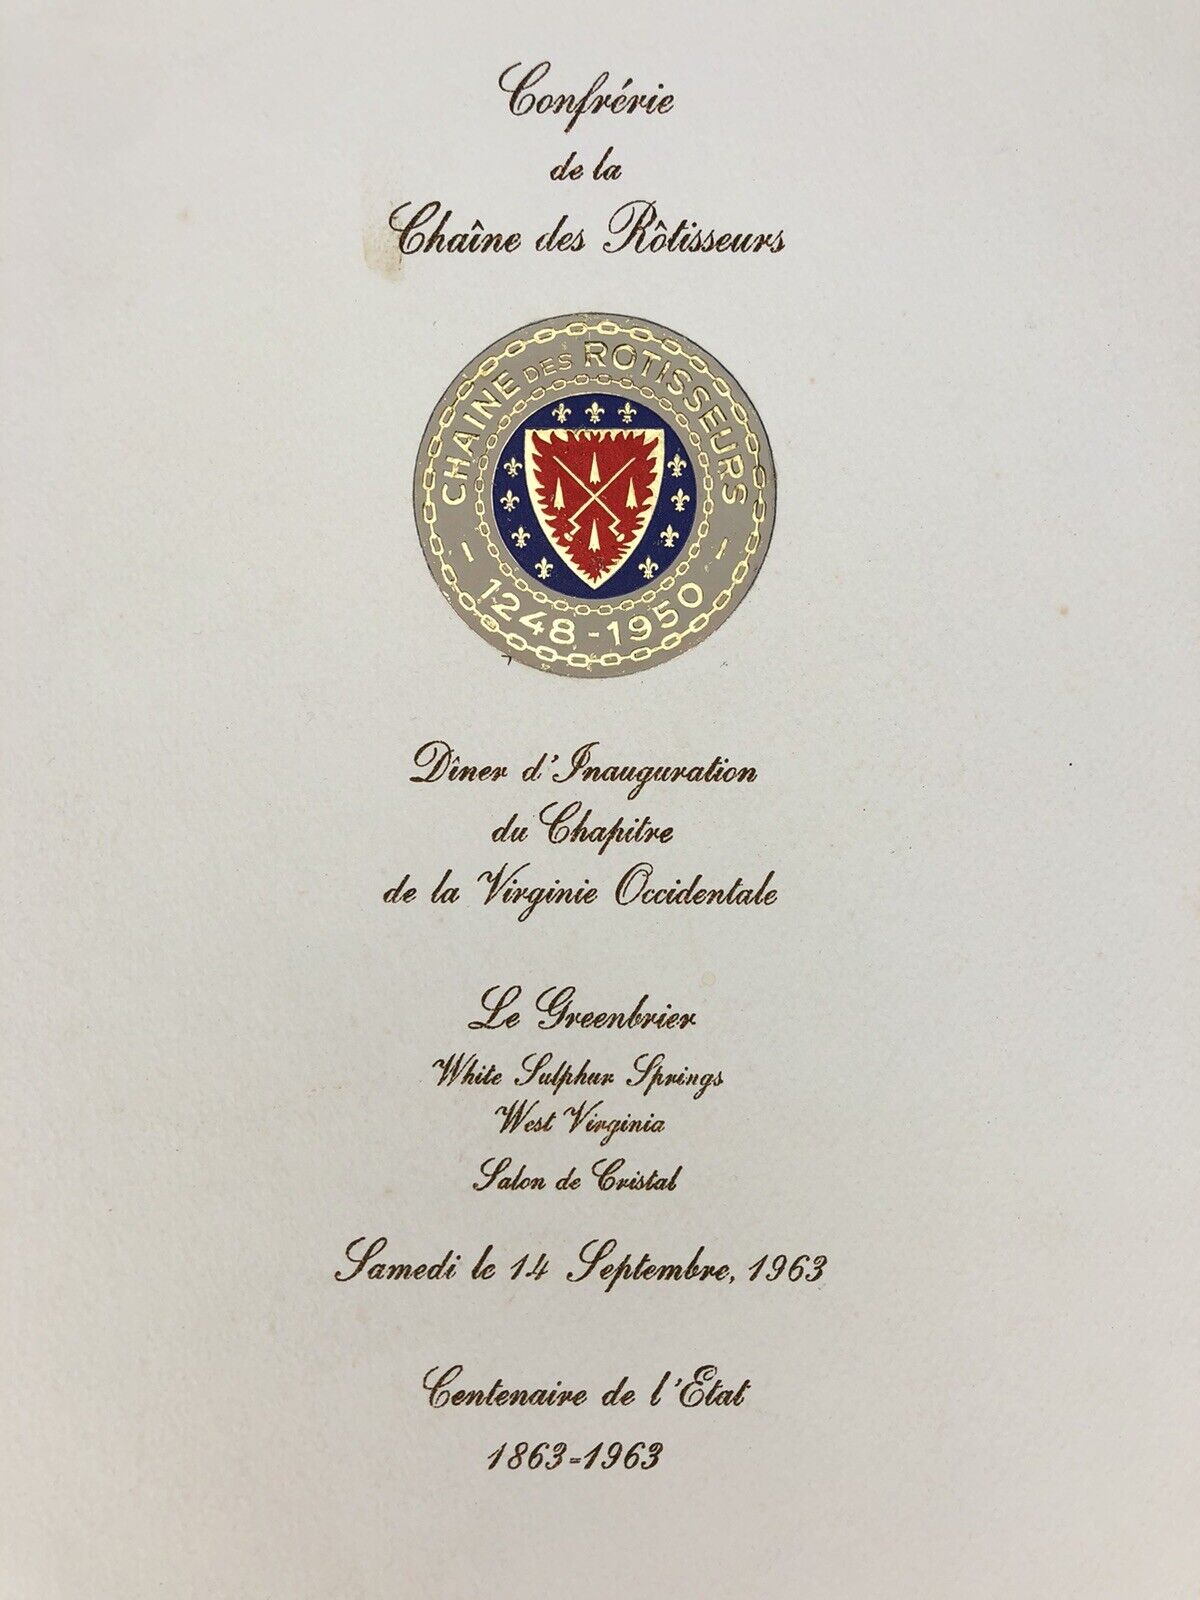 Confrérie
de la
Chaîne des Rôtisseurs
CHAINE DES ROTISSEURS
- 1248-1950 -
Dîner d'Inauguration
du Chapitre
de la Virginie Occidentale
Le Greenbrier
White Sulphur Springs
West Virginia
Salon de Cristal
Samedi le 14 Septembre, 1963
Centenaire de l'État
1863-1963